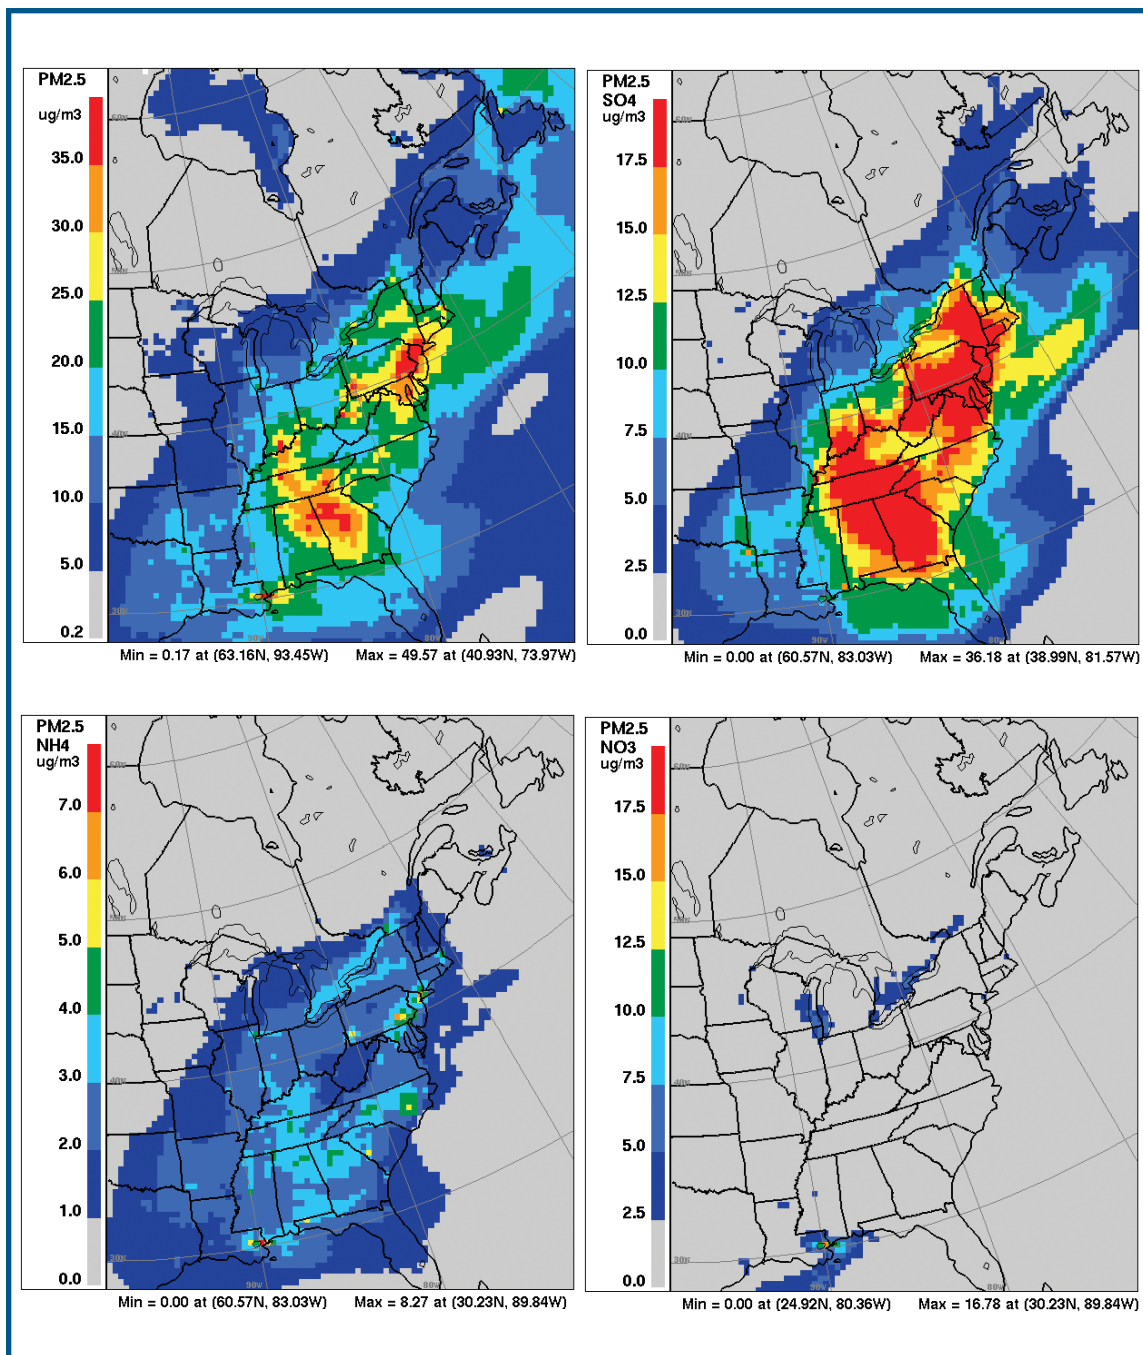 PM2.5
ug/m3
35.0
30.0
25.0
20.0
15.0
10.0
5.0
0.2
Min = 0.17 at (63.16N, 93.45W) Max = 49.57 at (40.93N, 73.97W)
PM2.5
SO4
ug/m3
17.5
15.0
12.5
10.0
7.5
5.0
2.5
0.0
Min = 0.00 at (60.57N, 83.03W) Max = 36.18 at (38.99N, 81.57W)
PM2.5
NH4
ug/m3
7.0
6.0
5.0
4.0
3.0
2.0
1.0
0.0
Min = 0.00 at (60.57N, 83.03W) Max = 8.27 at (30.23N, 89.84W)
PM2.5
NO3
ug/m3
17.5
15.0
12.5
10.0
7.5
5.0
2.5
0.0
Min = 0.00 at (24.92N, 80.36W) Max = 16.78 at (30.23N, 89.84W)